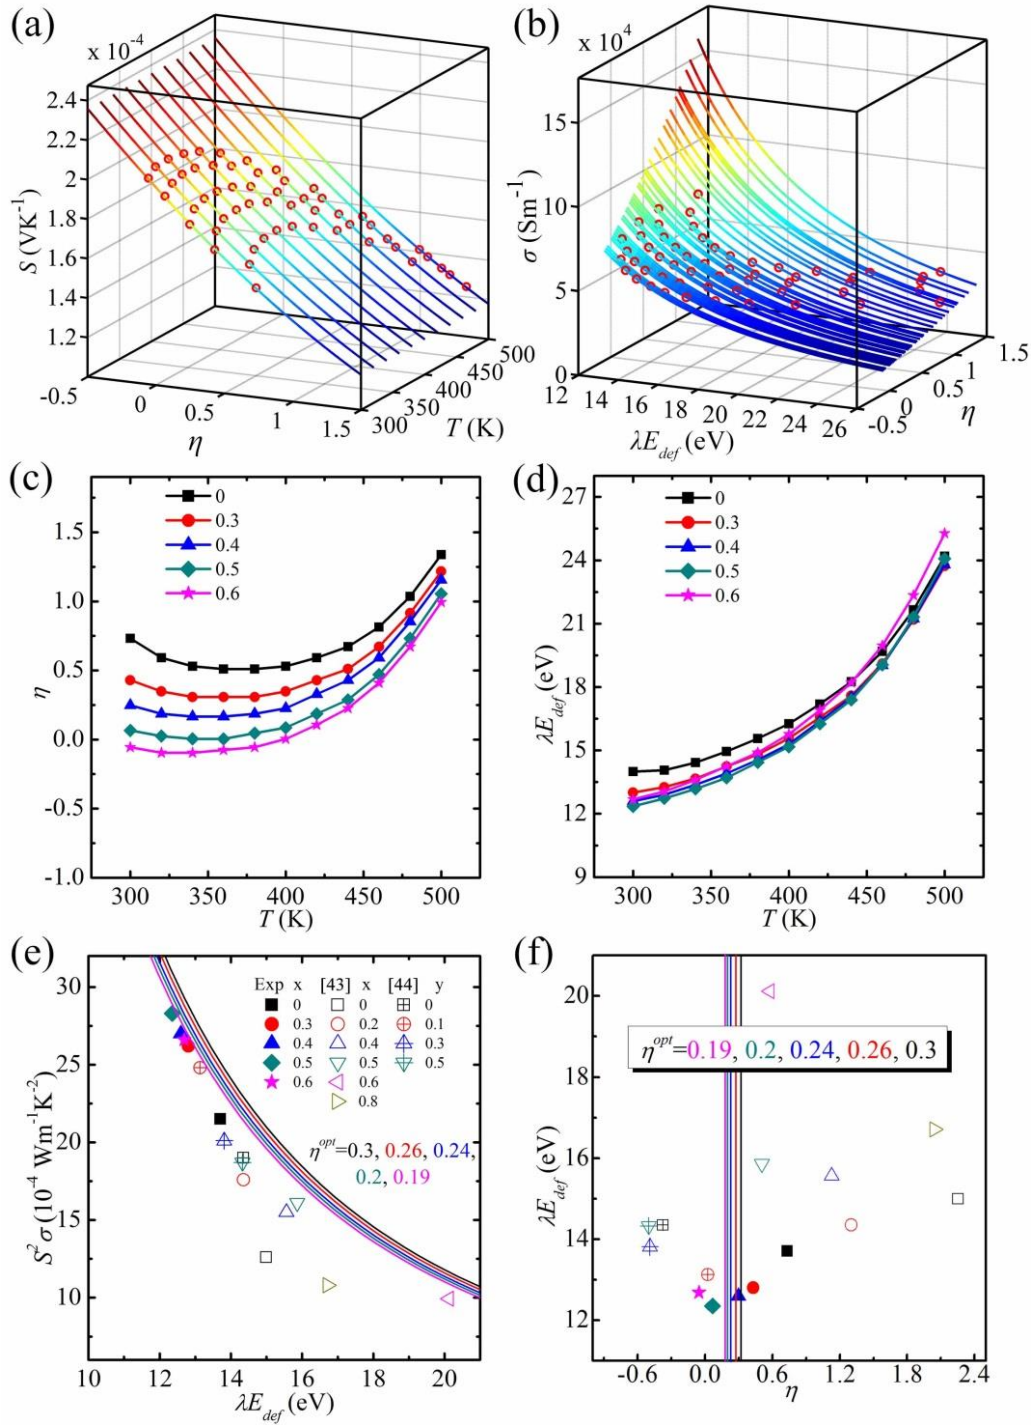 (a)
x 10⁻⁴
2.4
2.2
2
1.8
1.6
1.4
1.2
S (VK⁻¹)
-0.5
0
0.5
1
1.5
η
300
350
400
450
500
T (K)
(b)
x 10⁴
15
10
5
0
σ (Sm⁻¹)
12
14
16
18
20
22
24
26
λE_def (eV)
-0.5
0
0.5
1
1.5
η
(c)
0
0.3
0.4
0.5
0.6
1.5
1.0
0.5
0.0
-0.5
-1.0
η
300 350 400 450 500
T (K)
(d)
0
0.3
0.4
0.5
0.6
27
24
21
18
15
12
9
λE_def (eV)
300 350 400 450 500
T (K)
(e)
Exp x [43] x [44] y
0 0 0
0.3 0.2 0.1
0.4 0.4 0.3
0.5 0.5 0.5
0.6 0.6
0.8
η^opt=0.3, 0.26, 0.24,
0.2, 0.19
30
25
20
15
10
S² σ (10⁻⁴ Wm⁻¹K⁻²)
10 12 14 16 18 20
λE_def (eV)
(f)
η^opt=0.19, 0.2, 0.24, 0.26, 0.3
20
18
16
14
12
λE_def (eV)
-0.6 0.0 0.6 1.2 1.8 2.4
η